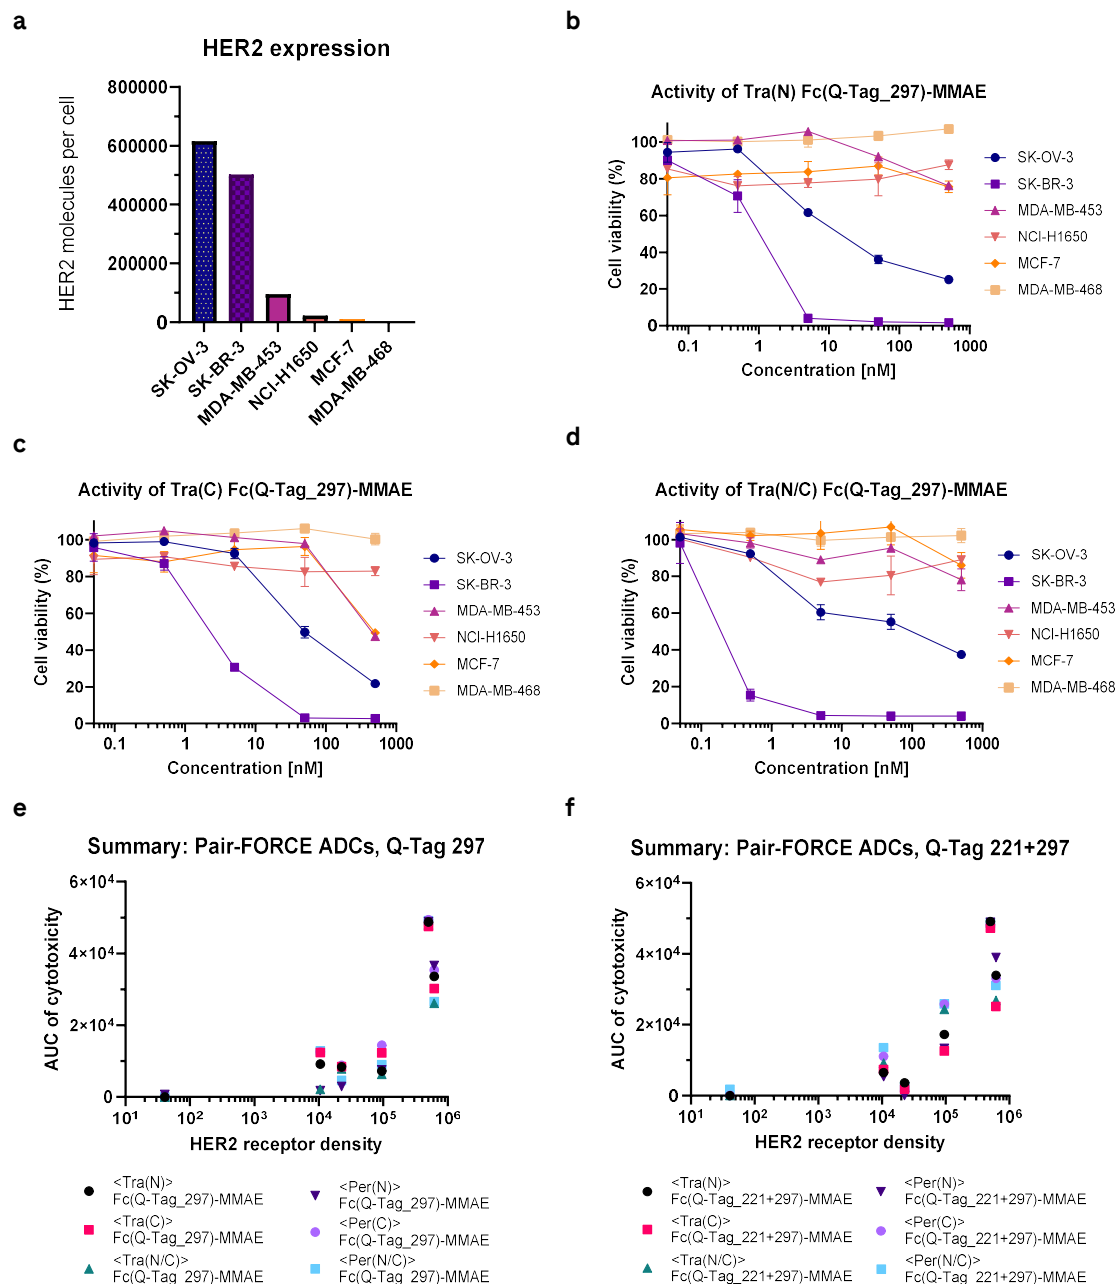 a
HER2 expression
HER2 molecules per cell
800000
600000
400000
200000
0
SK-OV-3
SK-BR-3
MDA-MB-453
NCI-H1650
MCF-7
MDA-MB-468
b
Activity of Tra(N) Fc(Q-Tag_297)-MMAE
Cell viability (%)
100
80
60
40
20
0
0.1 1 10 100 1000
Concentration [nM]
SK-OV-3
SK-BR-3
MDA-MB-453
NCI-H1650
MCF-7
MDA-MB-468
c
Activity of Tra(C) Fc(Q-Tag_297)-MMAE
Cell viability (%)
100
80
60
40
20
0
0.1 1 10 100 1000
Concentration [nM]
SK-OV-3
SK-BR-3
MDA-MB-453
NCI-H1650
MCF-7
MDA-MB-468
d
Activity of Tra(N/C) Fc(Q-Tag_297)-MMAE
Cell viability (%)
100
80
60
40
20
0
0.1 1 10 100 1000
Concentration [nM]
SK-OV-3
SK-BR-3
MDA-MB-453
NCI-H1650
MCF-7
MDA-MB-468
e
Summary: Pair-FORCE ADCs, Q-Tag 297
AUC of cytotoxicity
6×10⁴
4×10⁴
2×10⁴
0
10¹ 10² 10³ 10⁴ 10⁵ 10⁶
HER2 receptor density
<Tra(N)>
Fc(Q-Tag_297)-MMAE
<Tra(C)>
Fc(Q-Tag_297)-MMAE
<Tra(N/C)>
Fc(Q-Tag_297)-MMAE
<Per(N)>
Fc(Q-Tag_297)-MMAE
<Per(C)>
Fc(Q-Tag_297)-MMAE
<Per(N/C)>
Fc(Q-Tag_297)-MMAE
f
Summary: Pair-FORCE ADCs, Q-Tag 221+297
AUC of cytotoxicity
6×10⁴
4×10⁴
2×10⁴
0
10¹ 10² 10³ 10⁴ 10⁵ 10⁶
HER2 receptor density
<Tra(N)>
Fc(Q-Tag_221+297)-MMAE
<Tra(C)>
Fc(Q-Tag_221+297)-MMAE
<Tra(N/C)>
Fc(Q-Tag_221+297)-MMAE
<Per(N)>
Fc(Q-Tag_221+297)-MMAE
<Per(C)>
Fc(Q-Tag_221+297)-MMAE
<Per(N/C)>
Fc(Q-Tag_221+297)-MMAE